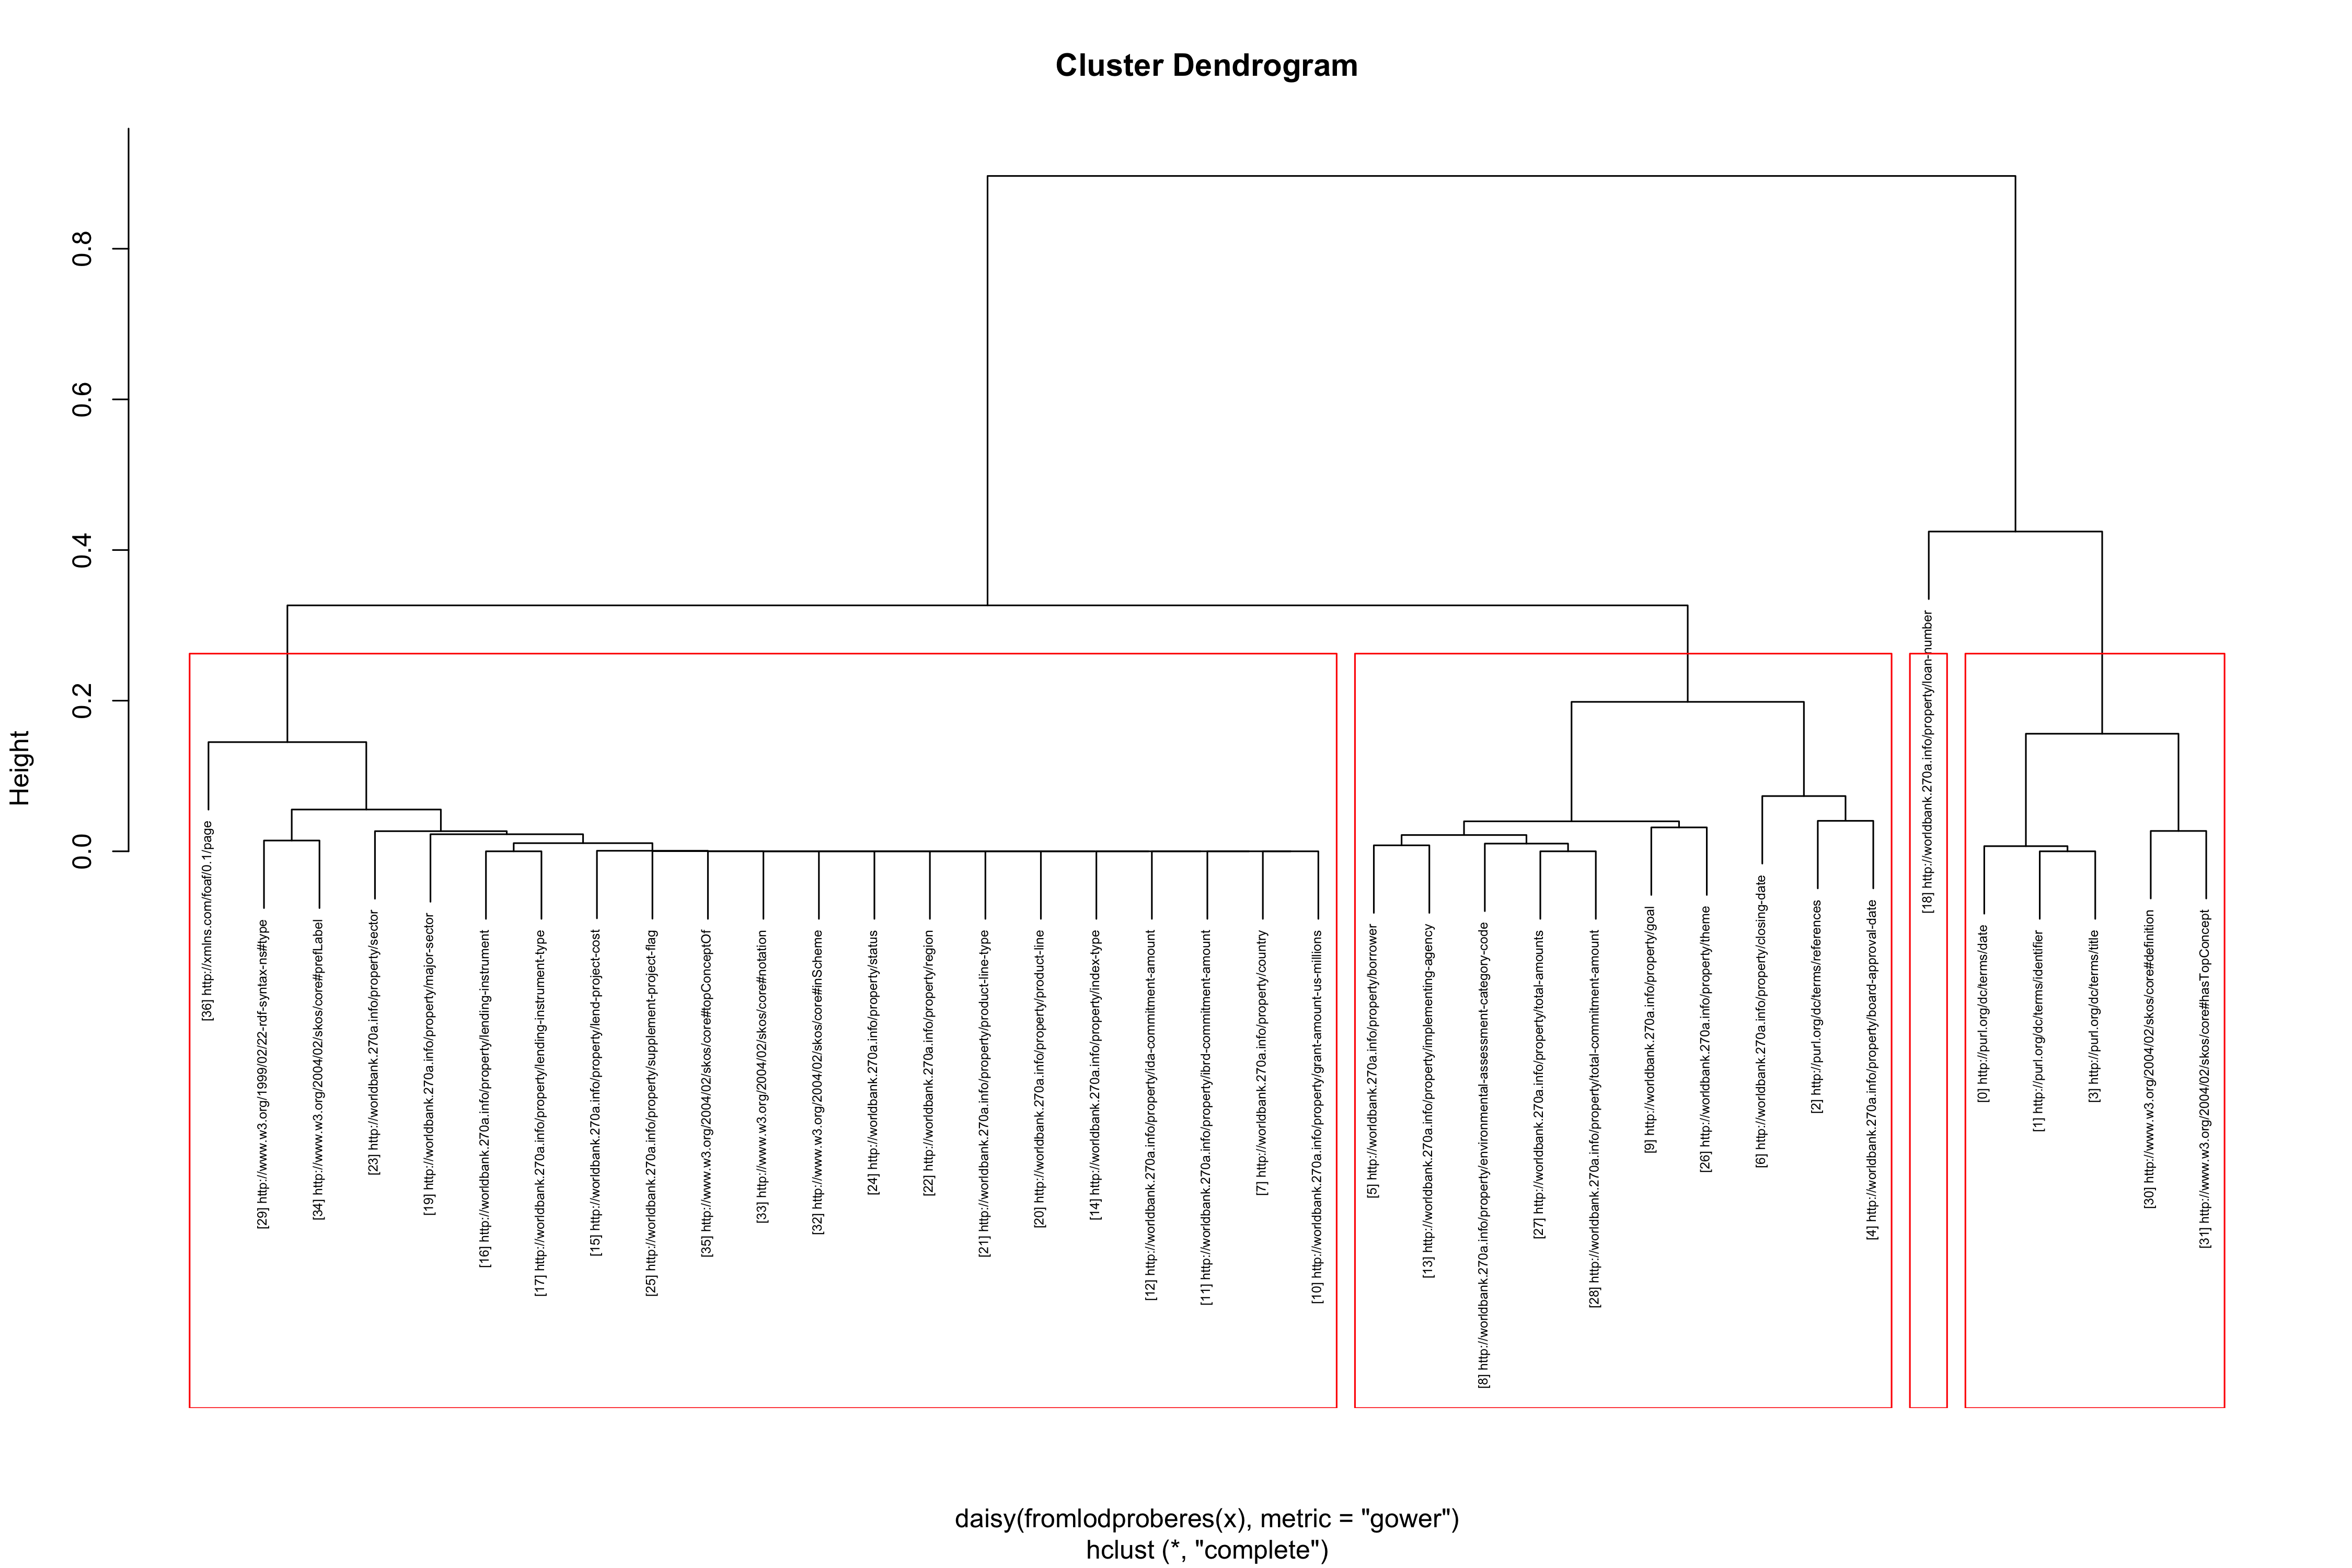 Cluster Dendrogram
Height
0.8
0.6
0.4
0.2
0.0
[36] http://xmlns.com/foaf/0.1/page
[29] http://www.w3.org/1999/02/22-rdf-syntax-ns#type
[34] http://www.w3.org/2004/02/skos/core#prefLabel
[23] http://worldbank.270a.info/property/sector
[19] http://worldbank.270a.info/property/major-sector
[16] http://worldbank.270a.info/property/lending-instrument
[17] http://worldbank.270a.info/property/lending-instrument-type
[15] http://worldbank.270a.info/property/lend-project-cost
[25] http://worldbank.270a.info/property/supplement-project-flag
[35] http://www.w3.org/2004/02/skos/core#topConceptOf
[33] http://www.w3.org/2004/02/skos/core#notation
[32] http://www.w3.org/2004/02/skos/core#inScheme
[24] http://worldbank.270a.info/property/status
[22] http://worldbank.270a.info/property/region
[21] http://worldbank.270a.info/property/product-line-type
[20] http://worldbank.270a.info/property/product-line
[14] http://worldbank.270a.info/property/index-type
[12] http://worldbank.270a.info/property/ida-commitment-amount
[11] http://worldbank.270a.info/property/ibrd-commitment-amount
[7] http://worldbank.270a.info/property/country
[10] http://worldbank.270a.info/property/grant-amount-us-millions
[5] http://worldbank.270a.info/property/borrower
[13] http://worldbank.270a.info/property/implementing-agency
[8] http://worldbank.270a.info/property/environmental-assessment-category-code
[27] http://worldbank.270a.info/property/total-amounts
[28] http://worldbank.270a.info/property/total-commitment-amount
[9] http://worldbank.270a.info/property/goal
[26] http://worldbank.270a.info/property/theme
[6] http://worldbank.270a.info/property/closing-date
[2] http://purl.org/dc/terms/references
[4] http://worldbank.270a.info/property/board-approval-date
[18] http://worldbank.270a.info/property/loan-number
[0] http://purl.org/dc/terms/date
[1] http://purl.org/dc/terms/identifier
[3] http://purl.org/dc/terms/title
[30] http://www.w3.org/2004/02/skos/core#definition
[31] http://www.w3.org/2004/02/skos/core#hasTopConcept
daisy(fromlodproberes(x), metric = "gower")
hclust (*, "complete")